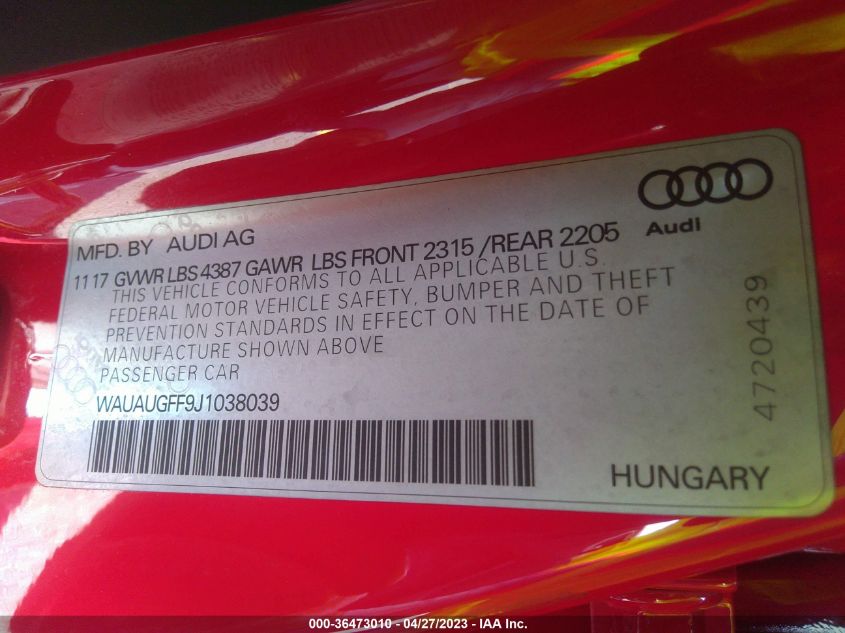 MFD. BY AUDI AG
Audi
11 17 GVWR LBS 4387 GAWR LBS FRONT 2315 /REAR 2205
THIS VEHICLE CONFORMS TO ALL APPLICABLE U.S.
FEDERAL MOTOR VEHICLE SAFETY, BUMPER AND THEFT
PREVENTION STANDARDS IN EFFECT ON THE DATE OF
MANUFACTURE SHOWN ABOVE
PASSENGER CAR
WAUAUGFF9J1038039
4720439
HUNGARY
000-36473010 - 04/27/2023 - IAA Inc.